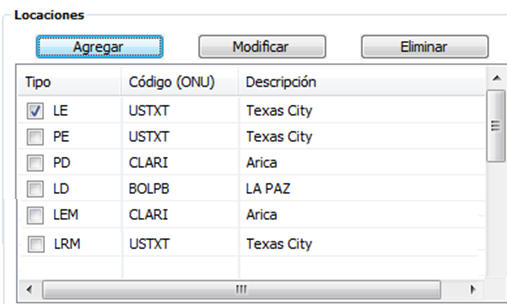 Locaciones
Agregar Modificar Eliminar
Tipo Código (ONU) Descripción
LE USTXT Texas City
PE USTXT Texas City
PD CLARI Arica
LD BOLPB LA PAZ
LEM CLARI Arica
LRM USTXT Texas City